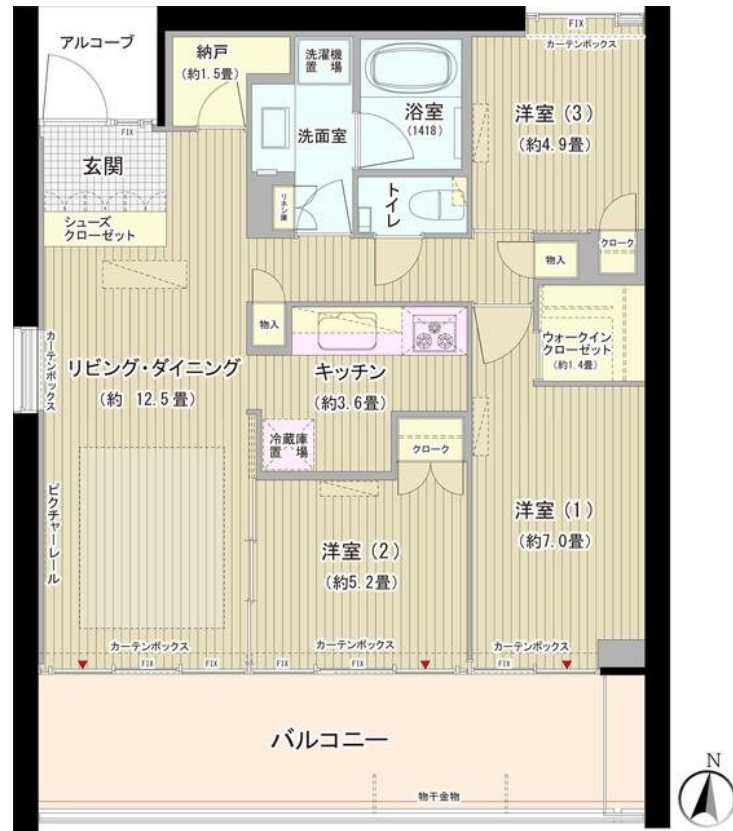 アルコーブ
納戸
(約1.5畳)
洗濯機
置場
浴室
(1418)
洗面室
FIX
カーテンボックス
洋室(3)
(約4.9畳)
FIX
玄関
シューズ
クローゼット
リネン庫
トイレ
物入
クローク
物入
ウォークイン
クローゼット
(約1.4畳)
カーテンボックス
リビング・ダイニング
(約 12.5畳)
キッチン
(約3.6畳)
冷蔵庫
置場
クローク
ピクチャーレール
洋室(2)
(約5.2畳)
洋室(1)
(約7.0畳)
カーテンボックス
カーテンボックス
カーテンボックス
FIX
FIX
FIX
FIX
FIX
バルコニー
物干金物
N